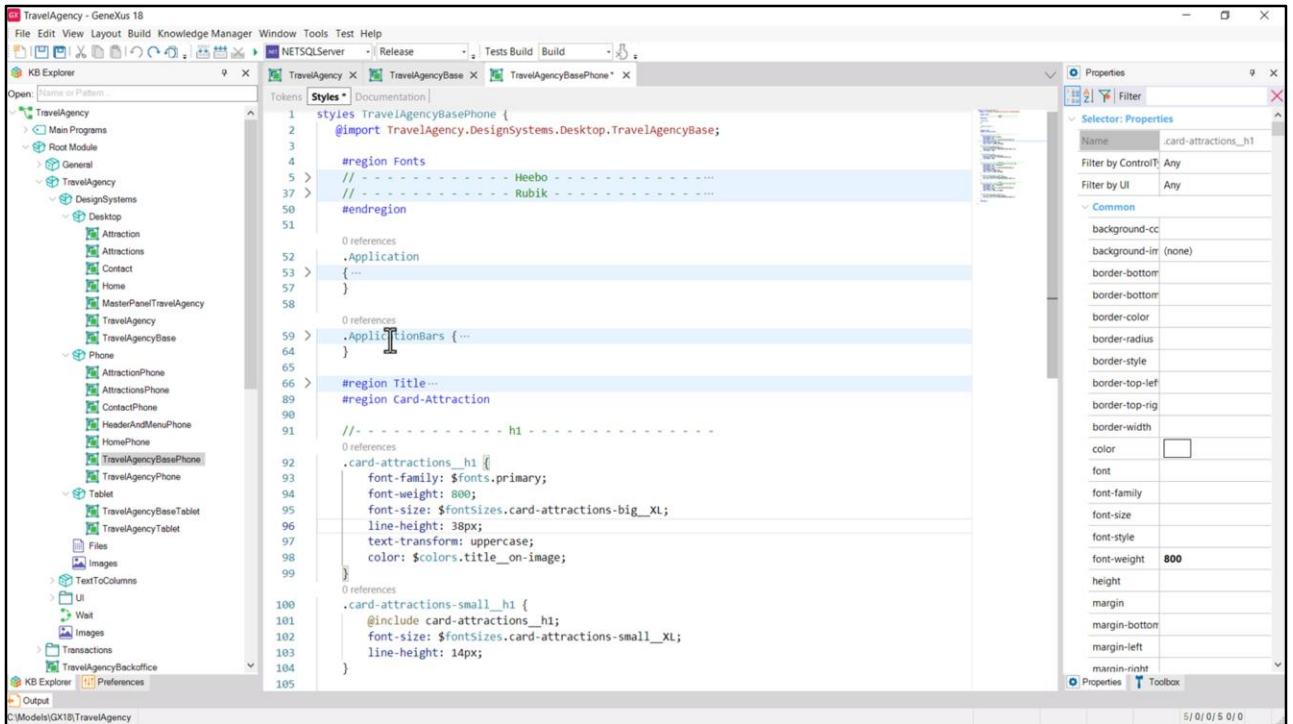 TravelAgency - GeneXus 18
File Edit View Layout Build Knowledge Manager Window Tools Test Help
NETSQLServer Release Tests Build Build
KB Explorer
Open: Name or Pattern...
TravelAgency
Main Programs
Root Module
General
TravelAgency
DesignSystems
Desktop
Attraction
Attractions
Contact
Home
MasterPanelTravelAgency
TravelAgency
TravelAgencyBase
Phone
AttractionPhone
AttractionsPhone
ContactPhone
HeaderAndMenuPhone
HomePhone
TravelAgencyBasePhone
TravelAgencyPhone
Tablet
TravelAgencyBaseTablet
TravelAgencyTablet
Files
Images
TextToColumns
UI
Wait
Images
Transactions
TravelAgencyBackoffice
KB Explorer Preferences
Output
C:\Models\GX18\TravelAgency
TravelAgency TravelAgencyBase TravelAgencyBasePhone *
Tokens Styles * Documentation
1 styles TravelAgencyBasePhone {
2 @import TravelAgency.DesignSystems.Desktop.TravelAgencyBase;
3
4 #region Fonts
5 // - - - - - - - - - - - - Heebo - - - - - - - - - - - -...
37 // - - - - - - - - - - - - Rubik - - - - - - - - - - - -...
50 #endregion
51
0 references
52 .Application
53 { ...
57 }
58
0 references
59 .ApplicationBars { ...
64 }
65
66 #region Title...
89 #region Card-Attraction
90
91 //- - - - - - - - - - - - h1 - - - - - - - - - - - - - - -
0 references
92 .card-attractions__h1 {
93 font-family: $fonts.primary;
94 font-weight: 800;
95 font-size: $fontSizes.card-attractions-big__XL;
96 line-height: 38px;
97 text-transform: uppercase;
98 color: $colors.title__on-image;
99 }
0 references
100 .card-attractions-small__h1 {
101 @include card-attractions__h1;
102 font-size: $fontSizes.card-attractions-small__XL;
103 line-height: 14px;
104 }
105
Properties
Filter
Selector: Properties
Name .card-attractions__h1
Filter by ControlT Any
Filter by UI Any
Common
background-cc
background-im (none)
border-bottom
border-bottom
border-color
border-radius
border-style
border-top-lef
border-top-rig
border-width
color
font
font-family
font-size
font-style
font-weight 800
height
margin
margin-bottom
margin-left
margin-right
Properties Toolbox
5/ 0/ 0/ 5 0/ 0